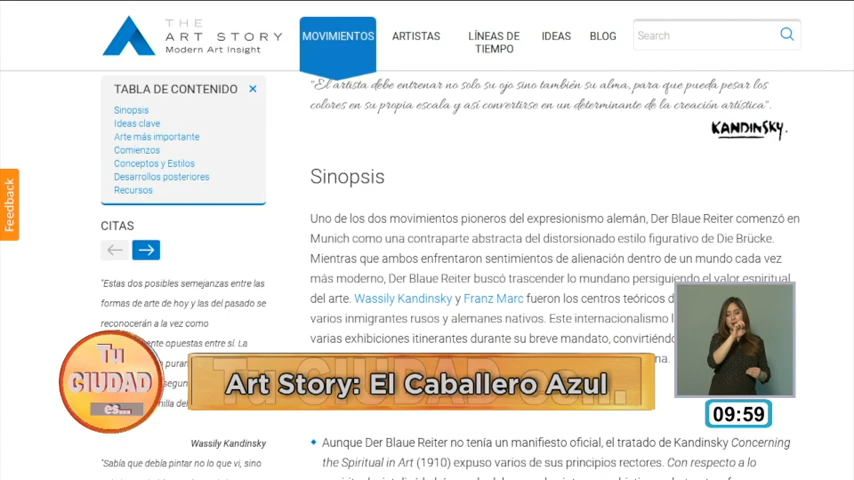 THE
ART STORY
Modern Art Insight
MOVIMIENTOS
ARTISTAS
LÍNEAS DE
TIEMPO
IDEAS
BLOG
Search
TABLA DE CONTENIDO
Sinopsis
Ideas clave
Arte más importante
Comienzos
Conceptos y Estilos
Desarrollos posteriores
Recursos
Feedback
CITAS
"Estas dos posibles semejanzas entre las
formas de arte de hoy y las del pasado se
reconocerán a la vez como
opuestas entre sí. La
Wassily Kandinsky
"Sabía que debía pintar no lo que vi, sino
"El artista debe entrenar no solo su ojo sino también su alma, para que pueda pesar los
colores en su propia escala y así convertirse en un determinante de la creación artística".
KANDINSKY.
Sinopsis
Uno de los dos movimientos pioneros del expresionismo alemán, Der Blaue Reiter comenzó en
Munich como una contraparte abstracta del distorsionado estilo figurativo de Die Brücke.
Mientras que ambos enfrentaron sentimientos de alienación dentro de un mundo cada vez
más moderno, Der Blaue Reiter buscó trascender lo mundano persiguiendo el valor espiritual
del arte. Wassily Kandinsky y Franz Marc fueron los centros teóricos
varios inmigrantes rusos y alemanes nativos. Este internacionalismo
varias exhibiciones itinerantes durante su breve mandato,
Tu
CIUDAD
es...
Art Story: El Caballero Azul
09:59
Aunque Der Blaue Reiter no tenía un manifiesto oficial, el tratado de Kandinsky Concerning
the Spiritual in Art (1910) expuso varios de sus principios rectores. Con respecto a lo